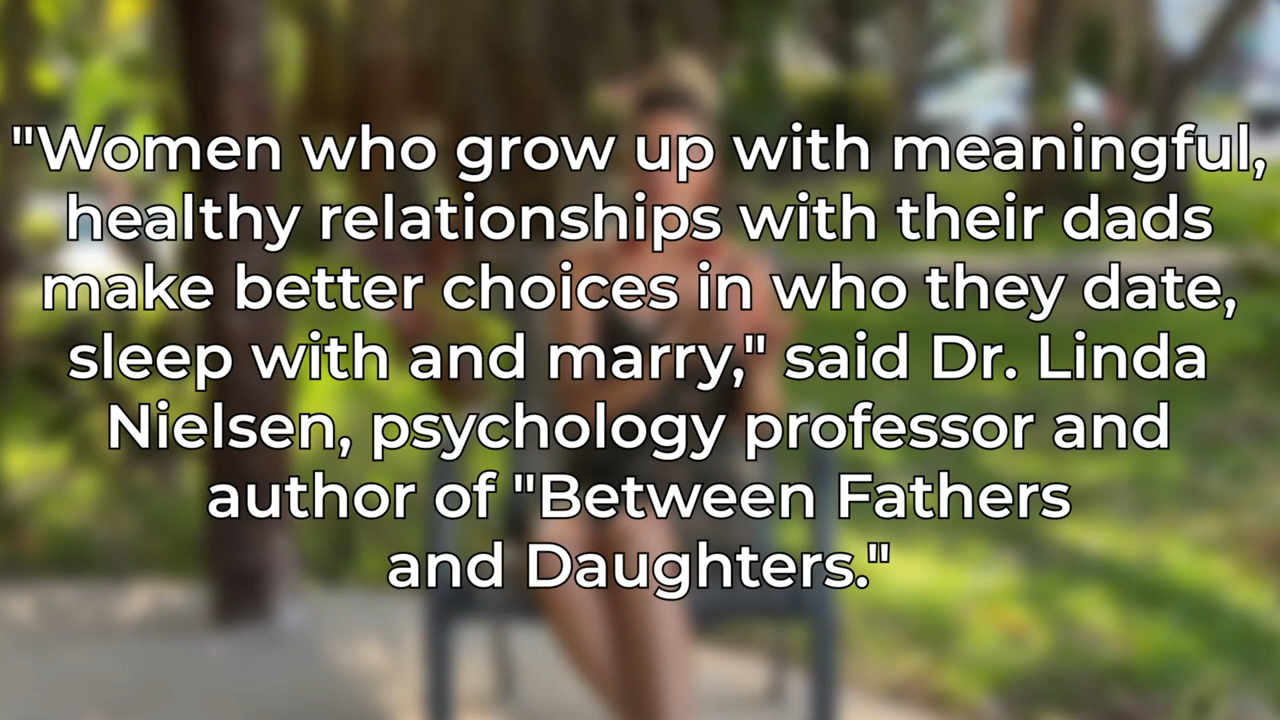 "Women who grow up with meaningful,
healthy relationships with their dads
make better choices in who they date,
sleep with and marry," said Dr. Linda
Nielsen, psychology professor and
author of "Between Fathers
and Daughters."